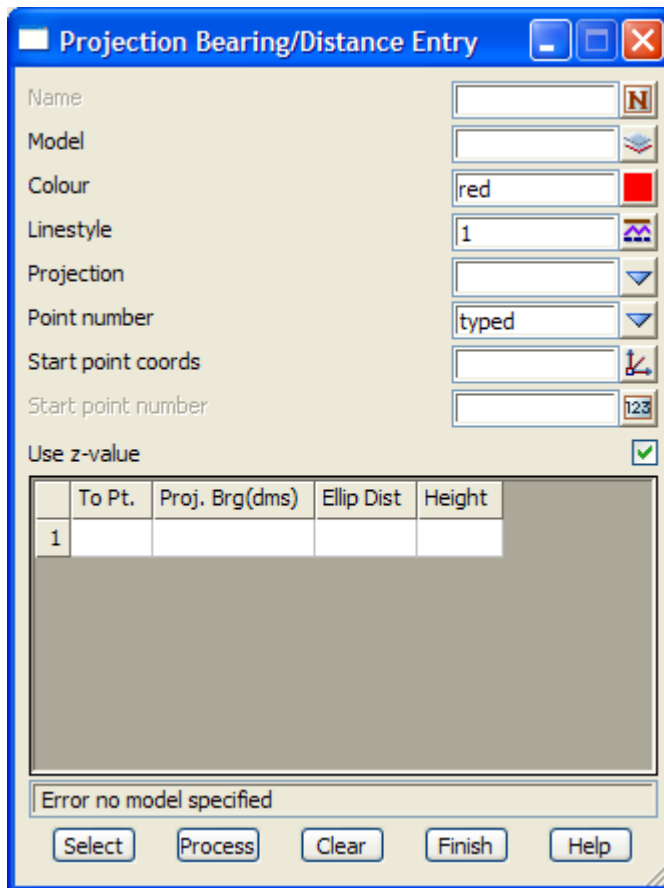 Projection Bearing/Distance Entry
Name N
Model
Colour red
Linestyle 1
Projection
Point number typed
Start point coords
Start point number 123
Use z-value
To Pt. Proj. Brg(dms) Ellip Dist Height
1
Error no model specified
Select Process Clear Finish Help